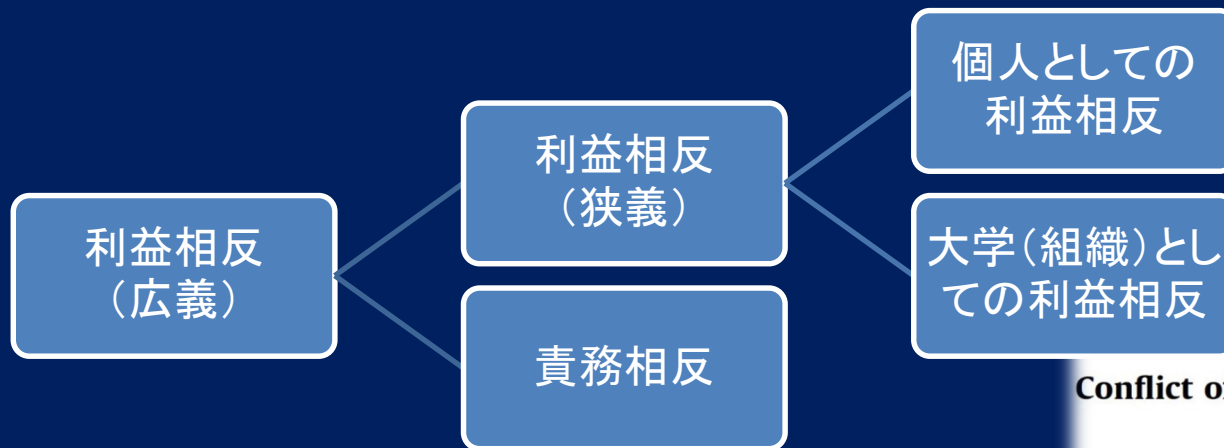 利益相反
（広義）
利益相反
（狭義）
責務相反
個人としての
利益相反
大学（組織）とし
ての利益相反
Conflict